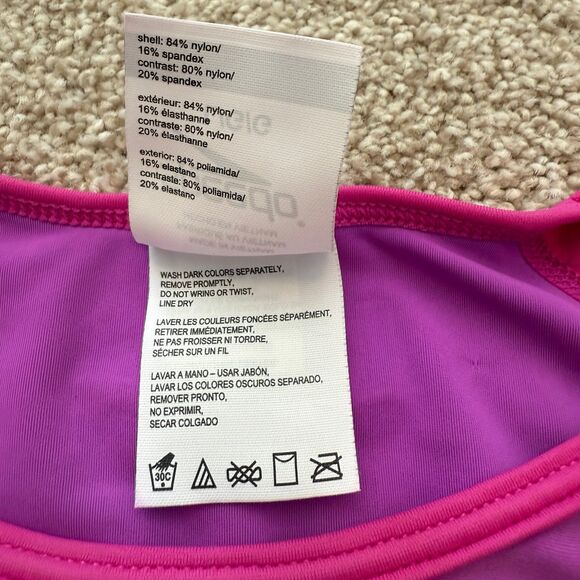 shell: 84% nylon/
16% spandex
contrast: 80% nylon/
20% spandex
extérieur: 84% nylon/
16% élasthanne
contraste: 80% nylon/
20% élasthanne
exterior: 84% poliamida/
16% elastano
contraste: 80% poliamida/
20% elastano
WASH DARK COLORS SEPARATELY,
REMOVE PROMPTLY,
DO NOT WRING OR TWIST,
LINE DRY
LAVER LES COULEURS FONCÉES SÉPARÉMENT,
RETIRER IMMÉDIATEMENT,
NE PAS FROISSER NI TORDRE,
SÉCHER SUR UN FIL
LAVAR A MANO – USAR JABÓN,
LAVAR LOS COLORES OSCUROS SEPARADO,
REMOVER PRONTO,
NO EXPRIMIR,
SECAR COLGADO
30C